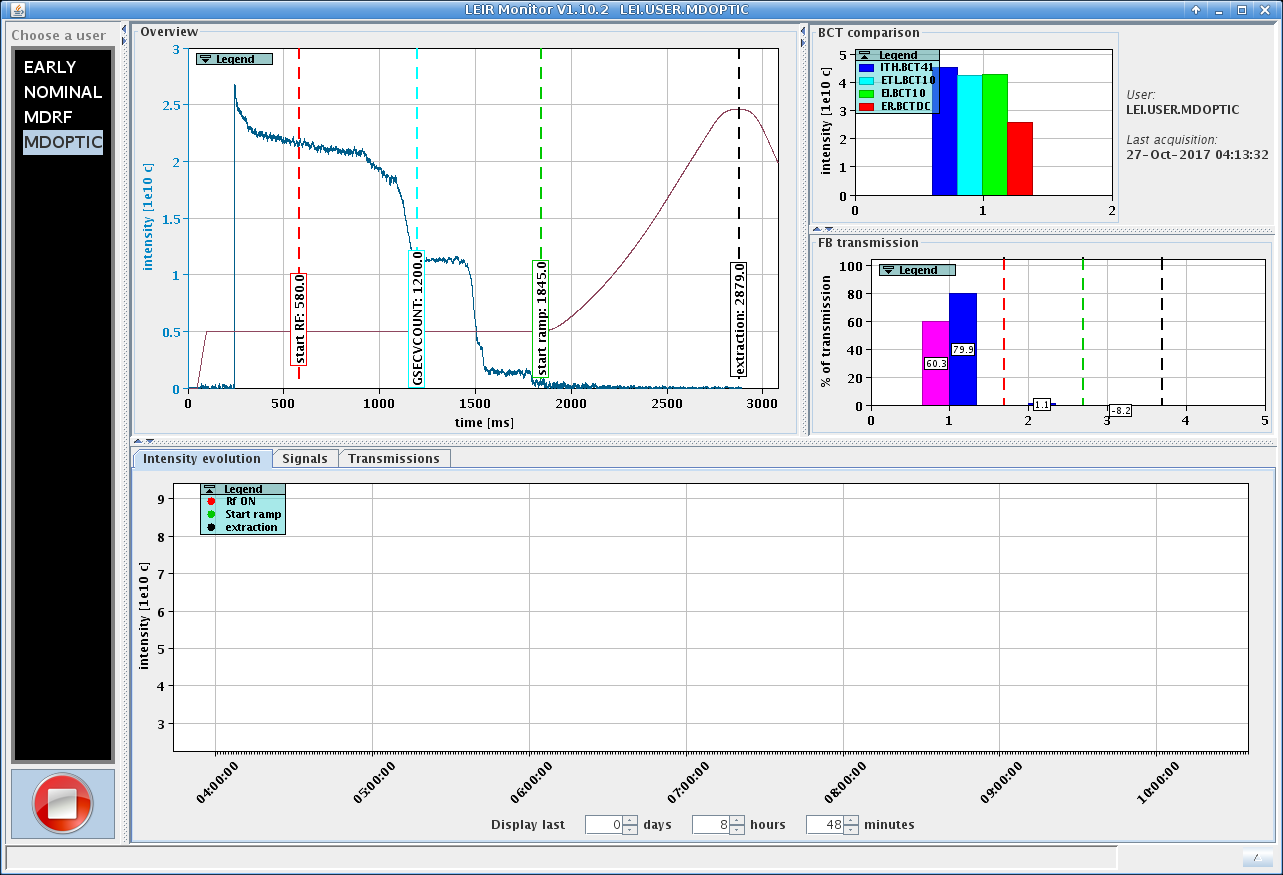 LEIR Monitor V1.10.2 LEI.USER.MDOPTIC
Choose a user
EARLY
NOMINAL
MDRF
MDOPTIC
Overview
Legend
3
2.5
2
1.5
1
0.5
0
intensity [1e10 c]
start RF: 580.0
GSECVCOUNT: 1200.0
start ramp: 1845.0
extraction: 2879.0
0 500 1000 1500 2000 2500 3000
time [ms]
BCT comparison
Legend
ITH.BCT41
ETL.BCT10
EI.BCT10
ER.BCTDC
5
4
3
2
1
0
intensity [1e10 c]
0 1 2
User:
LEI.USER.MDOPTIC
Last acquisition:
27-Oct-2017 04:13:32
FB transmission
Legend
100
80
60
40
20
0
% of transmission
60.3
79.9
1.1
-8.2
0 1 2 3 4 5
Intensity evolution Signals Transmissions
Legend
Rf ON
Start ramp
extraction
9
8
7
6
5
4
3
intensity [1e10 c]
04:00:00 05:00:00 06:00:00 07:00:00 08:00:00 09:00:00 10:00:00
Display last 0 days 8 hours 48 minutes